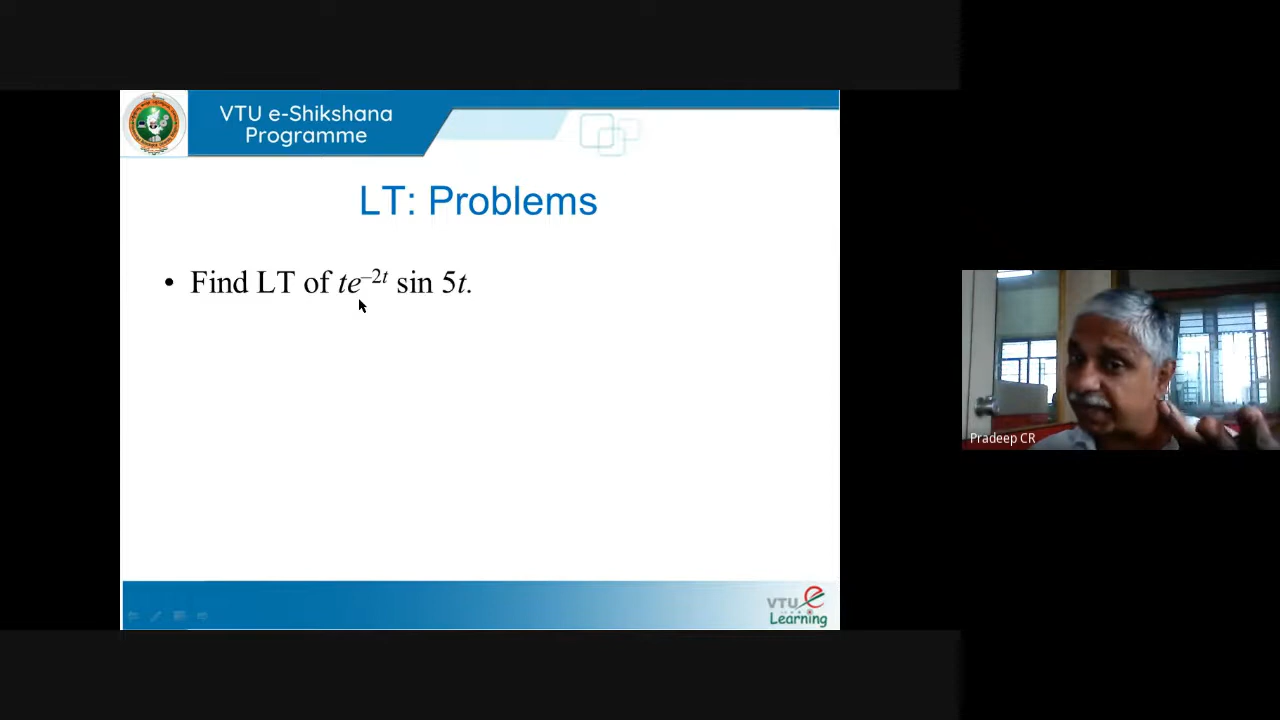 VTU e-Shikshana
Programme
LT: Problems
• Find LT of te⁻²ᵗ sin 5t.
Pradeep CR
VTU e
Learning